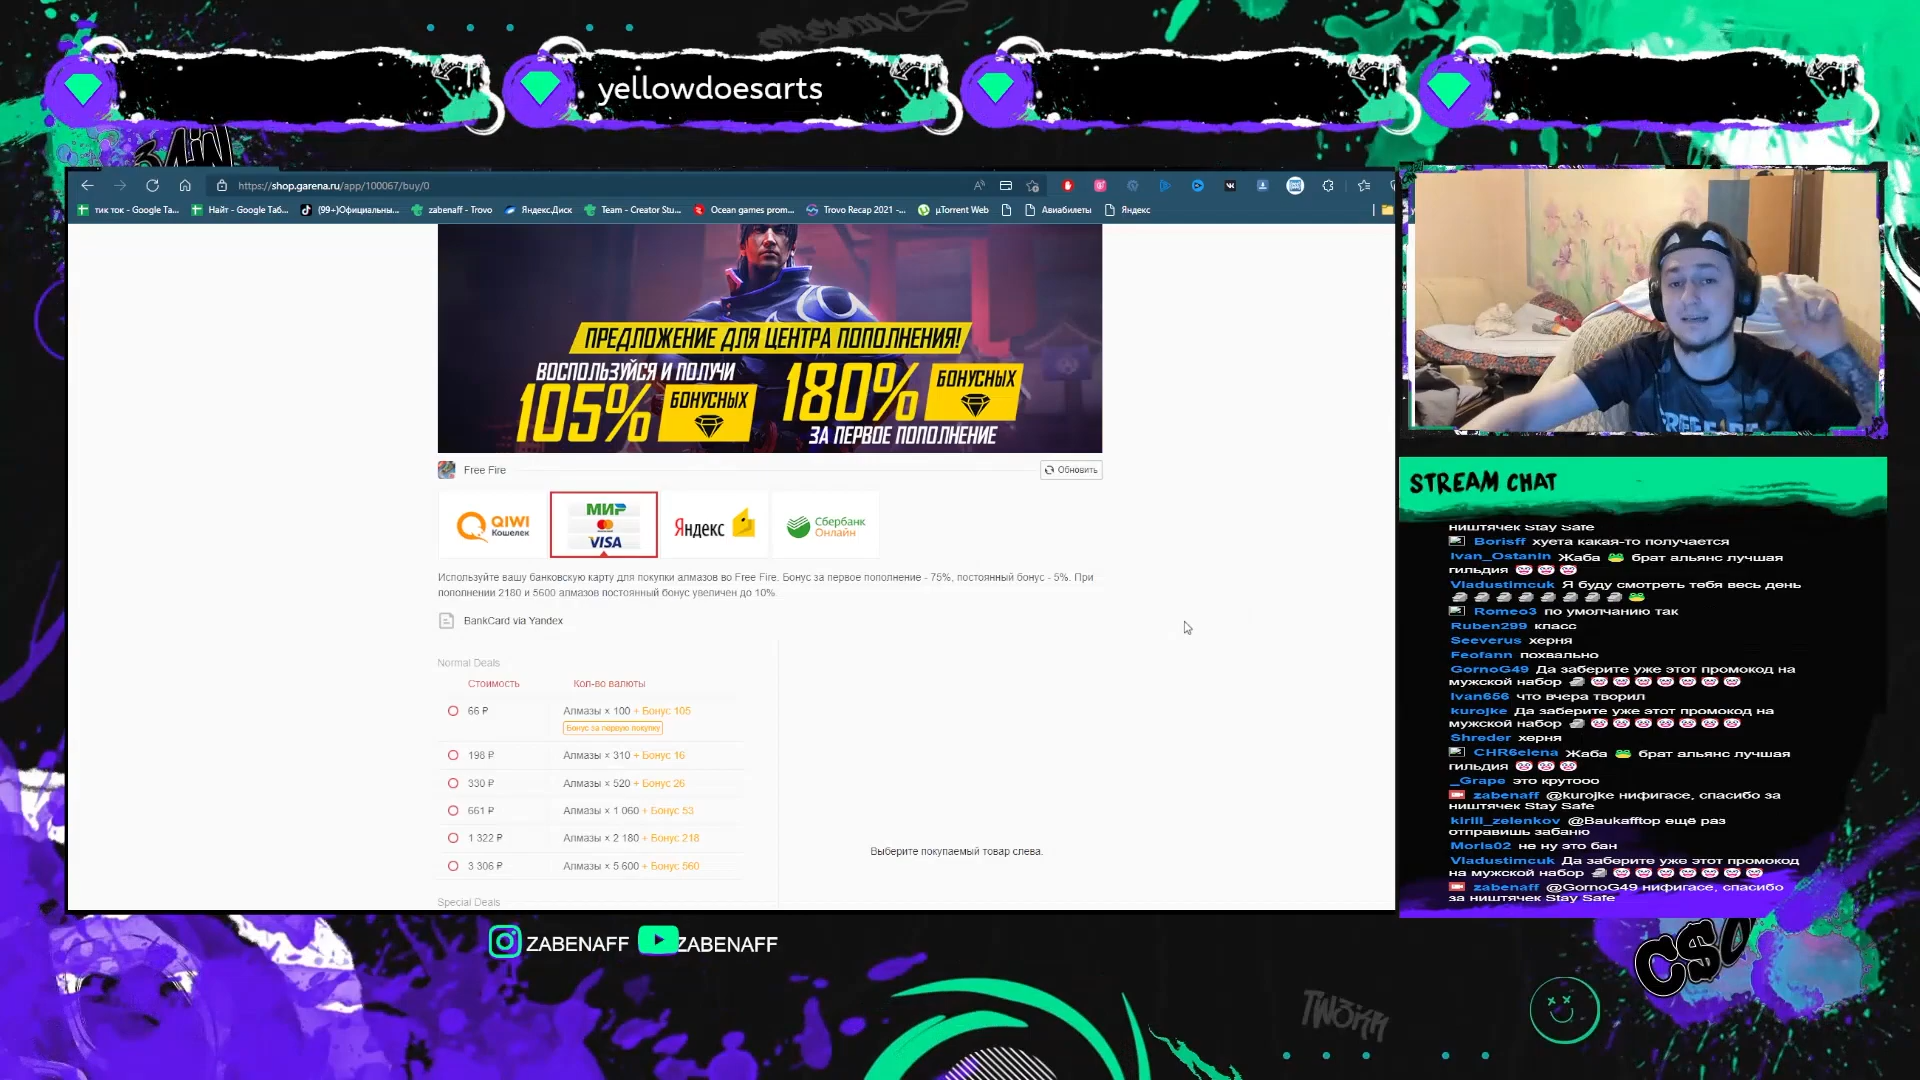 yellowdoesarts
https://shop.garena.ru/app/100067/buy/0
тик ток - Google Та...
Найт - Google Таб...
(99+)Официальны...
zabenaff - Trovo
Яндекс.Диск
Team - Creator Stu...
Ocean games prom...
Trovo Recap 2021 -...
µTorrent Web
Авиабилеты
Яндекс
ПРЕДЛОЖЕНИЕ ДЛЯ ЦЕНТРА ПОПОЛНЕНИЯ!
ВОСПОЛЬЗУЙСЯ И ПОЛУЧИ
105% БОНУСНЫХ
180% БОНУСНЫХ
ЗА ПЕРВОЕ ПОПОЛНЕНИЕ
Free Fire
Обновить
QIWI
Кошелек
МИР
VISA
Яндекс
Сбербанк
Онлайн
Используйте вашу банковскую карту для покупки алмазов во Free Fire. Бонус за первое пополнение - 75%, постоянный бонус - 5%. При
пополнении 2180 и 5600 алмазов постоянный бонус увеличен до 10%.
BankCard via Yandex
Normal Deals
Стоимость Кол-во валюты
66 ₽ Алмазы × 100 + Бонус 105
Бонус за первую покупку
198 ₽ Алмазы × 310 + Бонус 16
330 ₽ Алмазы × 520 + Бонус 26
661 ₽ Алмазы × 1 060 + Бонус 53
1 322 ₽ Алмазы × 2 180 + Бонус 218
3 306 ₽ Алмазы × 5 600 + Бонус 560
Special Deals
Выберите покупаемый товар слева.
STREAM CHAT
ништячек Stay Safe
Borisff хуета какая-то получается
Ivan_Ostanin Жаба 🐸 брат альянс лучшая
гильдия
Vladustimcuk Я буду смотреть тебя весь день
Romeo3 по умолчанию так
Ruben299 класс
Seeverus херня
Feofann похвально
GornoG49 Да заберите уже этот промокод на
мужской набор
Ivan656 что вчера творил
kurojke Да заберите уже этот промокод на
мужской набор
Shreder херня
CHR6elena Жаба 🐸 брат альянс лучшая
гильдия
_Grape это крутооо
zabenaff @kurojke нифигасе, спасибо за
ништячек Stay Safe
kirill_zelenkov @Baukafftop ещё раз
отправишь забаню
Moris02 не ну это бан
Vladustimcuk Да заберите уже этот промокод
на мужской набор
zabenaff @GornoG49 нифигасе, спасибо
за ништячек Stay Safe
ZABENAFF
ZABENAFF